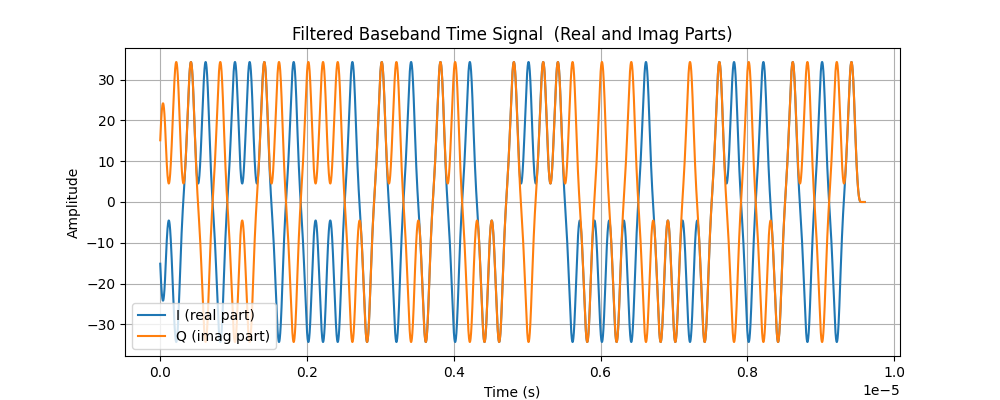 Filtered Baseband Time Signal  (Real and Imag Parts)
Amplitude
30
20
10
0
−10
−20
−30
I (real part)
Q (imag part)
0.0 0.2 0.4 0.6 0.8 1.0
1e−5
Time (s)